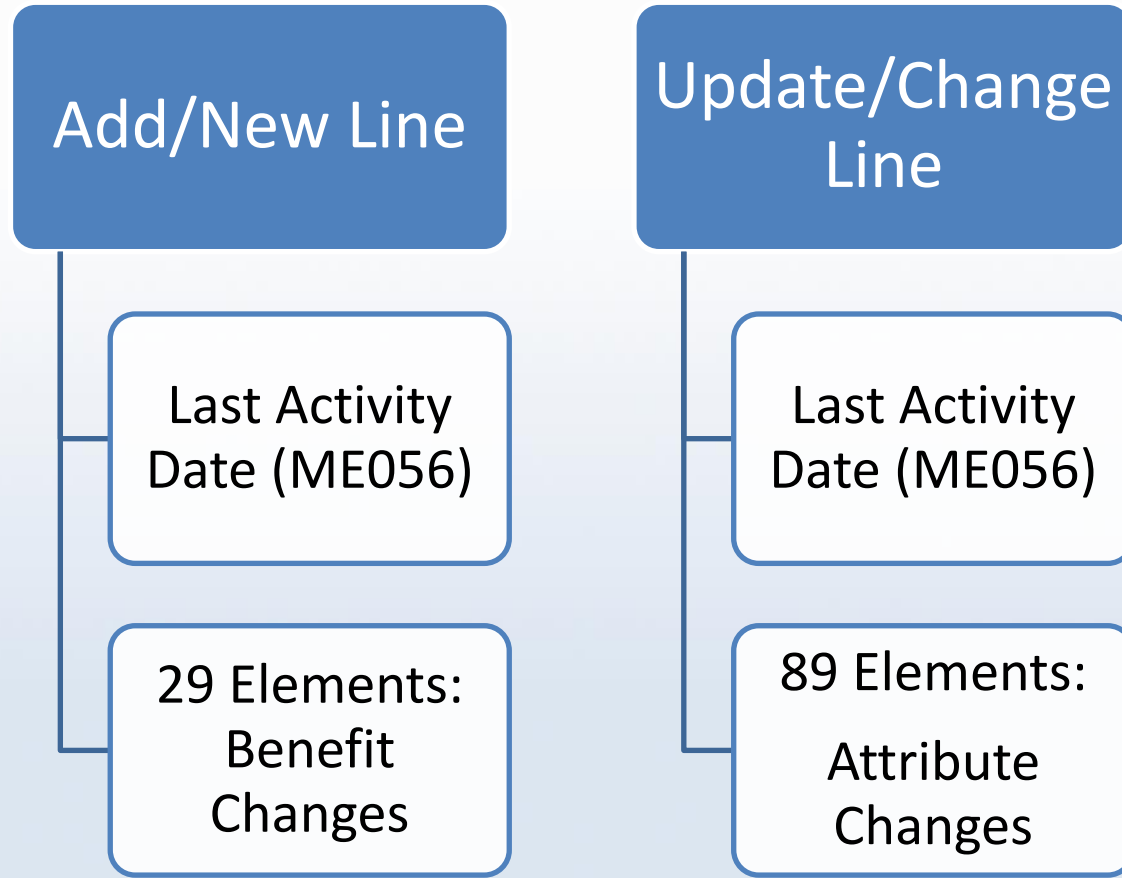 Add/New Line
Last Activity
Date (ME056)
29 Elements:
Benefit
Changes
Update/Change
Line
Last Activity
Date (ME056)
89 Elements:
Attribute
Changes